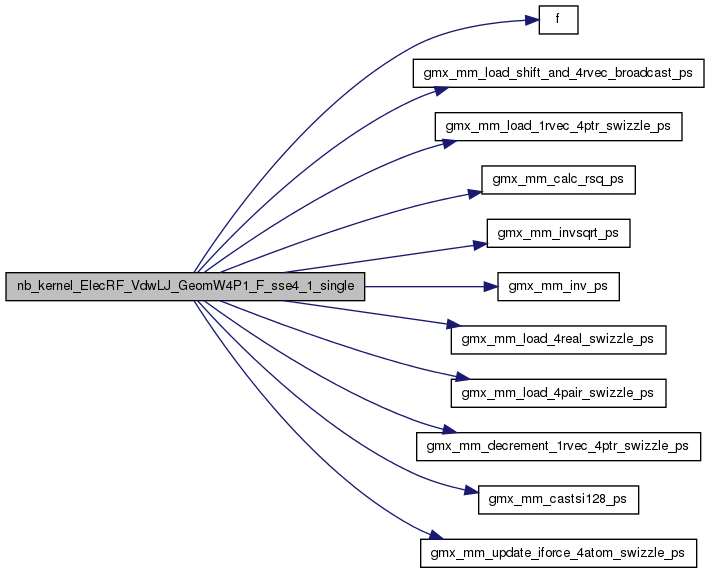 f
gmx_mm_load_shift_and_4rvec_broadcast_ps
gmx_mm_load_1rvec_4ptr_swizzle_ps
gmx_mm_calc_rsq_ps
gmx_mm_invsqrt_ps
nb_kernel_ElecRF_VdwLJ_GeomW4P1_F_sse4_1_single
gmx_mm_inv_ps
gmx_mm_load_4real_swizzle_ps
gmx_mm_load_4pair_swizzle_ps
gmx_mm_decrement_1rvec_4ptr_swizzle_ps
gmx_mm_castsi128_ps
gmx_mm_update_iforce_4atom_swizzle_ps